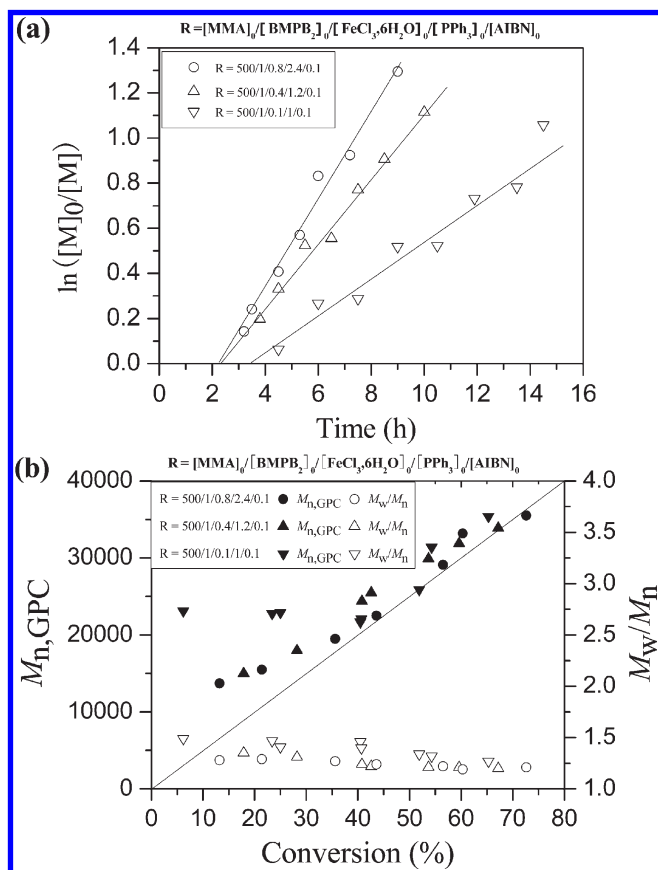 (a)
R=[MMA]0/[BMPB2]0/[FeCl3,6H2O]0/[PPh3]0/[AIBN]0
R = 500/1/0.8/2.4/0.1
R = 500/1/0.4/1.2/0.1
R = 500/1/0.1/1/0.1
ln ([M]0/[M])
1.4
1.2
1.0
0.8
0.6
0.4
0.2
0.0
0 2 4 6 8 10 12 14 16
Time (h)
(b)
R=[MMA]0/[BMPB2]0/[FeCl3,6H2O]0/[PPh3]0/[AIBN]0
R = 500/1/0.8/2.4/0.1 Mn,GPC Mw/Mn
R = 500/1/0.4/1.2/0.1 Mn,GPC Mw/Mn
R = 500/1/0.1/1/0.1 Mn,GPC Mw/Mn
Mn,GPC
40000
30000
20000
10000
0
4.0
3.5
3.0
2.5
2.0
1.5
1.0
Mw/Mn
0 10 20 30 40 50 60 70 80
Conversion (%)